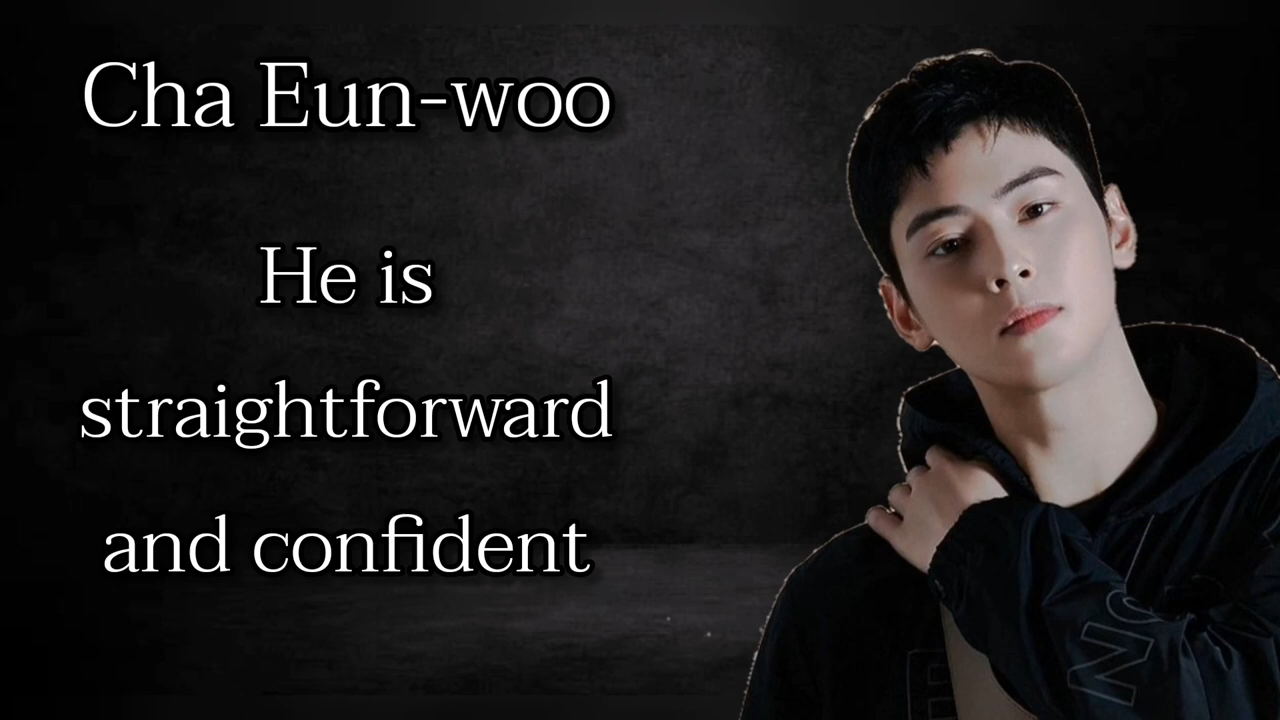 Cha Eun-woo
He is
straightforward
and confident